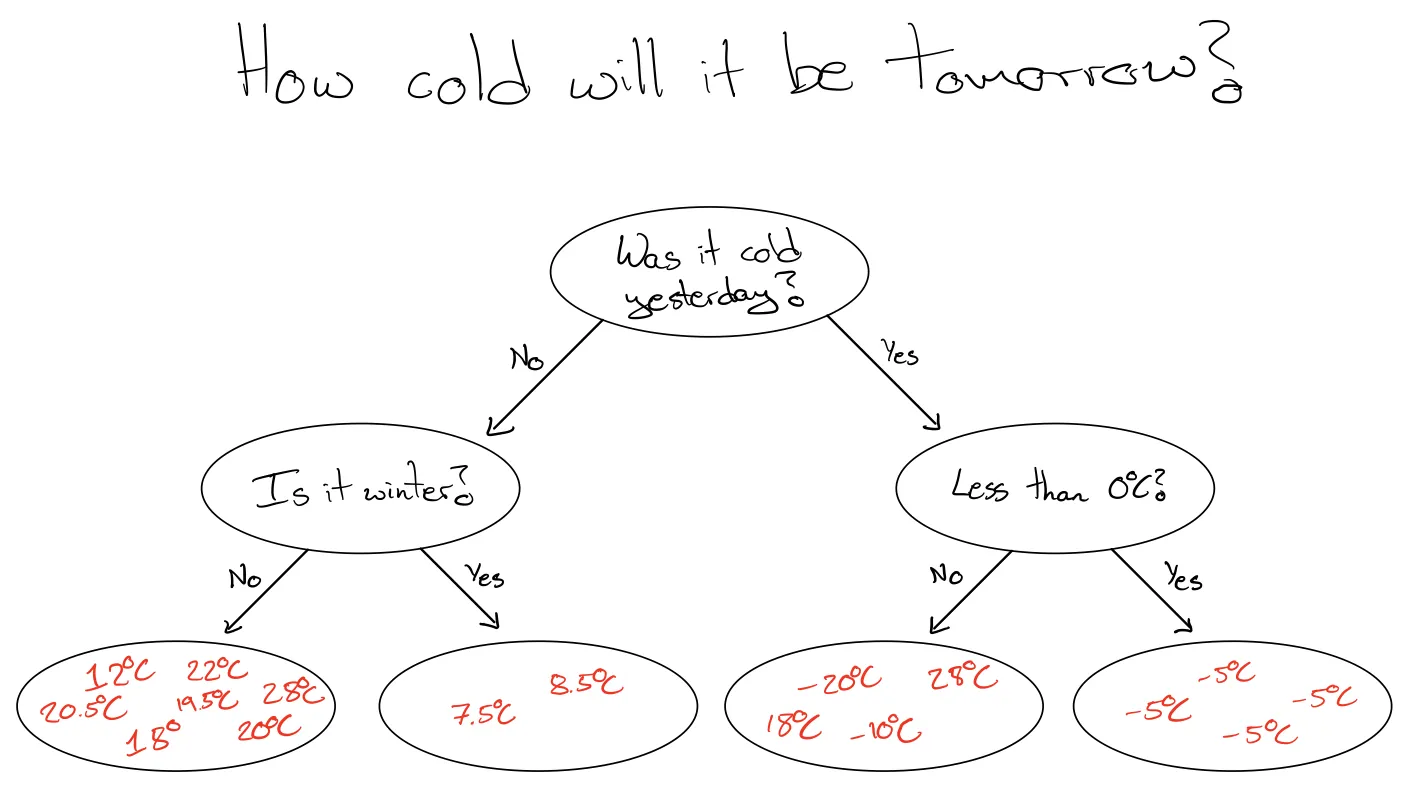 How cold will it be tomorrow?
Was it cold
yesterday?
No
Yes
Is it winter?
Less than 0°C?
No
Yes
No
Yes
12°C 22°C
20.5°C 19.5°C 28°C
18° 20°C
8.5°C
7.5°C
-20°C 28°C
18°C -10°C
-5°C
-5°C -5°C
-5°C